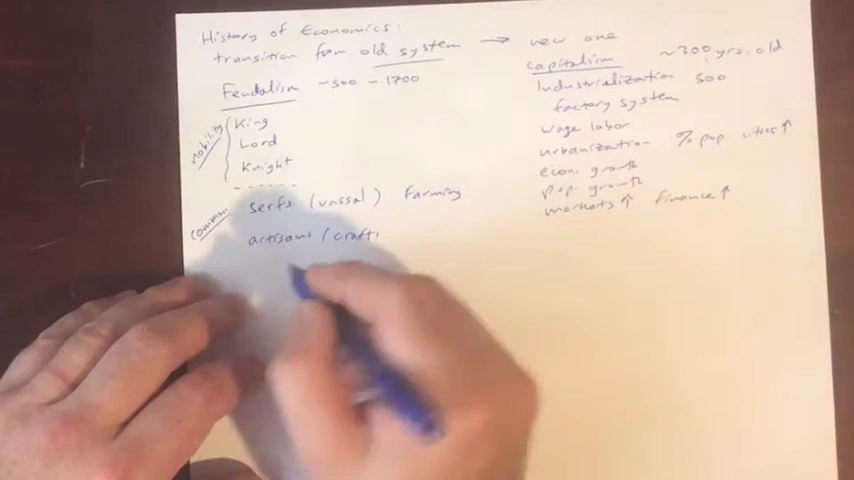 History of Economics:
transition from old system → new one
Feudalism ~500 - 1700
nobility
King
Lord
Knight
common
serfs (vassal) farming
artisans (crafts
capitalism ~300 yrs. old
Industrialization 500
factory system
wage labor
urbanization % pop. cities ↑
econ. growth
pop. growth
markets ↑ finance ↑